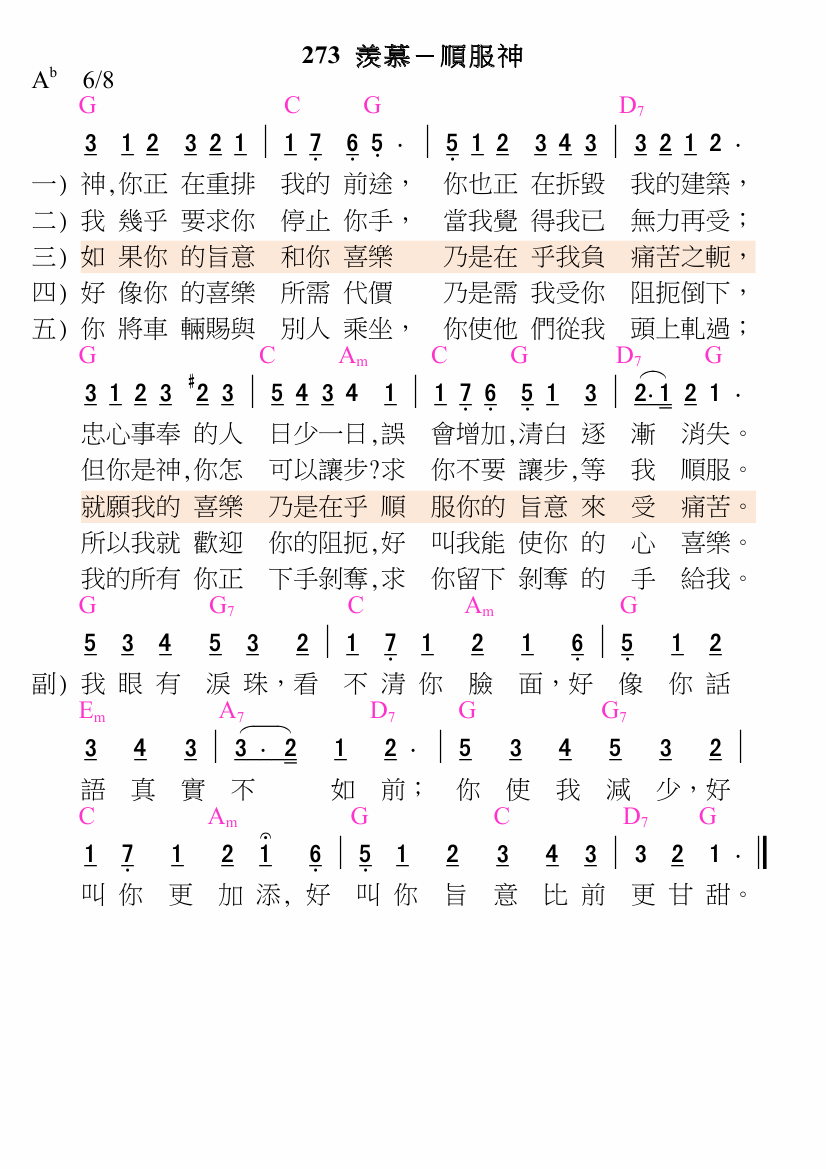 273 羨慕－順服神
A♭ 6/8
G C G D7
3 1 2 3 2 1 | 1 7 6 5 . | 5 1 2 3 4 3 | 3 2 1 2 .
一) 神,你正 在重排 我的 前途， 你也正 在拆毀 我的建築，
二) 我 幾乎 要求你 停止 你手， 當我覺 得我已 無力再受；
三) 如 果你 的旨意 和你 喜樂 乃是在 乎我負 痛苦之軛，
四) 好 像你 的喜樂 所需 代價 乃是需 我受你 阻扼倒下，
五) 你 將車 輛賜與 別人 乘坐， 你使他 們從我 頭上軋過；
G C Am C G D7 G
3 1 2 3 #2 3 | 5 4 3 4 1 | 1 7 6 5 1 3 | 2. 1 2 1 .
忠心事奉 的人 日少一日,誤 會增加,清白 逐 漸 消失。
但你是神,你怎 可以讓步?求 你不要 讓步,等 我 順服。
就願我的 喜樂 乃是在乎 順 服你的 旨意 來 受 痛苦。
所以我就 歡迎 你的阻扼,好 叫我能 使你 的 心 喜樂。
我的所有 你正 下手剝奪,求 你留下 剝奪 的 手 給我。
G G7 C Am G
5 3 4 5 3 2 | 1 7 1 2 1 6 | 5 1 2
副) 我 眼 有 淚 珠，看 不 清 你 臉 面，好 像 你 話
Em A7 D7 G G7
3 4 3 | 3 . 2 1 2 . | 5 3 4 5 3 2 |
語 真 實 不 如 前； 你 使 我 減 少，好
C Am G C D7 G
1 7 1 2 1 6 | 5 1 2 3 4 3 | 3 2 1 .
叫 你 更 加 添, 好 叫 你 旨 意 比 前 更 甘 甜。